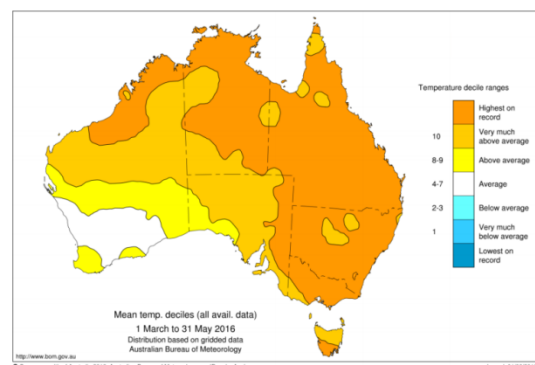 Temperature decile ranges
Highest on
record
10
Very much
above average
8-9
Above average
4-7
Average
2-3
Below average
1
Very much
below average
Lowest on
record
Mean temp. deciles (all avail. data)
1 March to 31 May 2016
Distribution based on gridded data
Australian Bureau of Meteorology
http://www.bom.gov.au